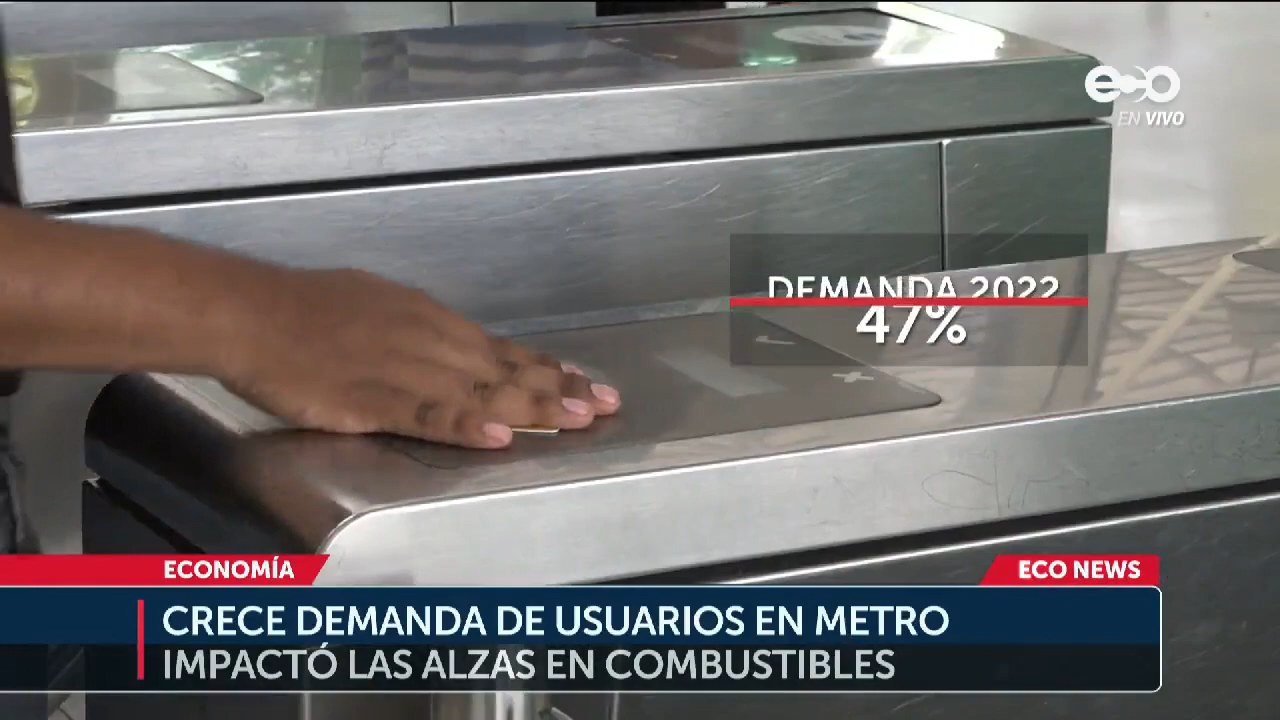 eco
EN VIVO
DEMANDA 2022
47%
ECONOMÍA
ECO NEWS
CRECE DEMANDA DE USUARIOS EN METRO
IMPACTÓ LAS ALZAS EN COMBUSTIBLES